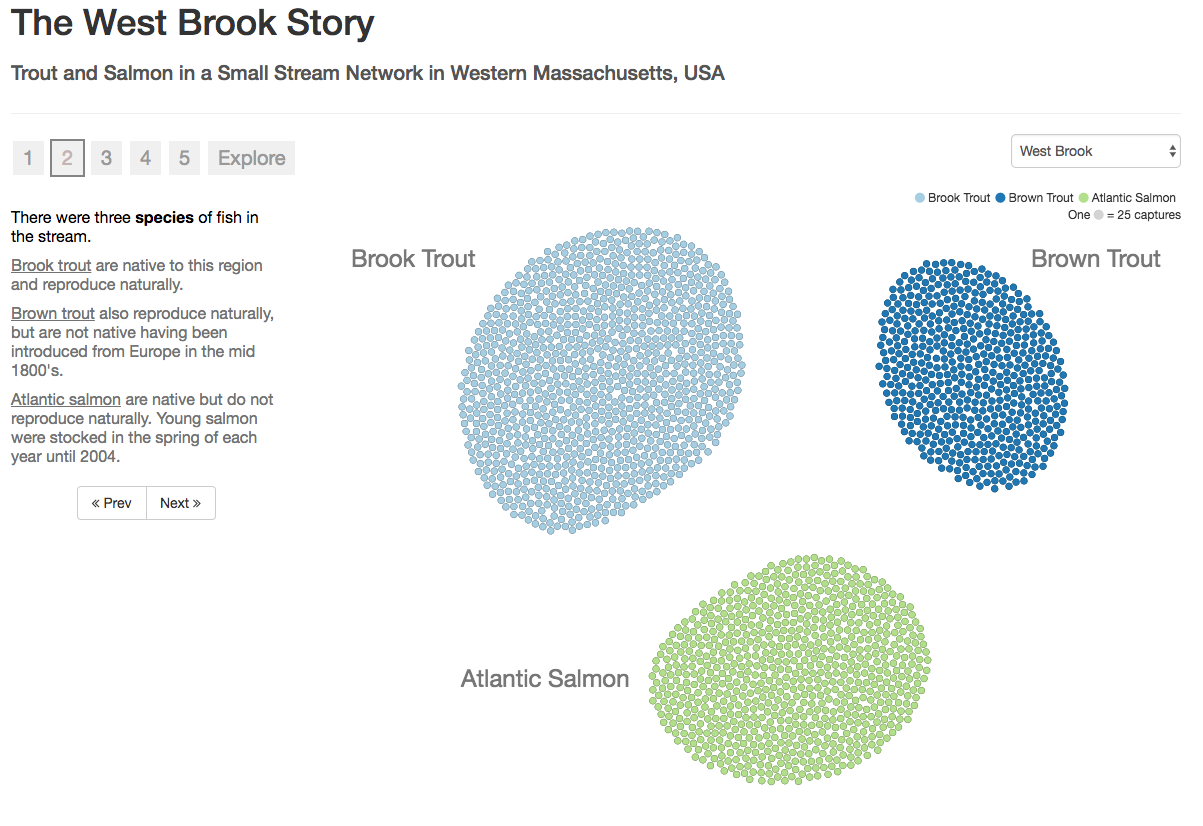 The West Brook Story
Trout and Salmon in a Small Stream Network in Western Massachusetts, USA
1 2 3 4 5 Explore
West Brook
There were three species of fish in
the stream.
Brook trout are native to this region
and reproduce naturally.
Brown trout also reproduce naturally,
but are not native having been
introduced from Europe in the mid
1800's.
Atlantic salmon are native but do not
reproduce naturally. Young salmon
were stocked in the spring of each
year until 2004.
« Prev Next »
Brook Trout Brown Trout Atlantic Salmon
One = 25 captures
Brook Trout
Brown Trout
Atlantic Salmon